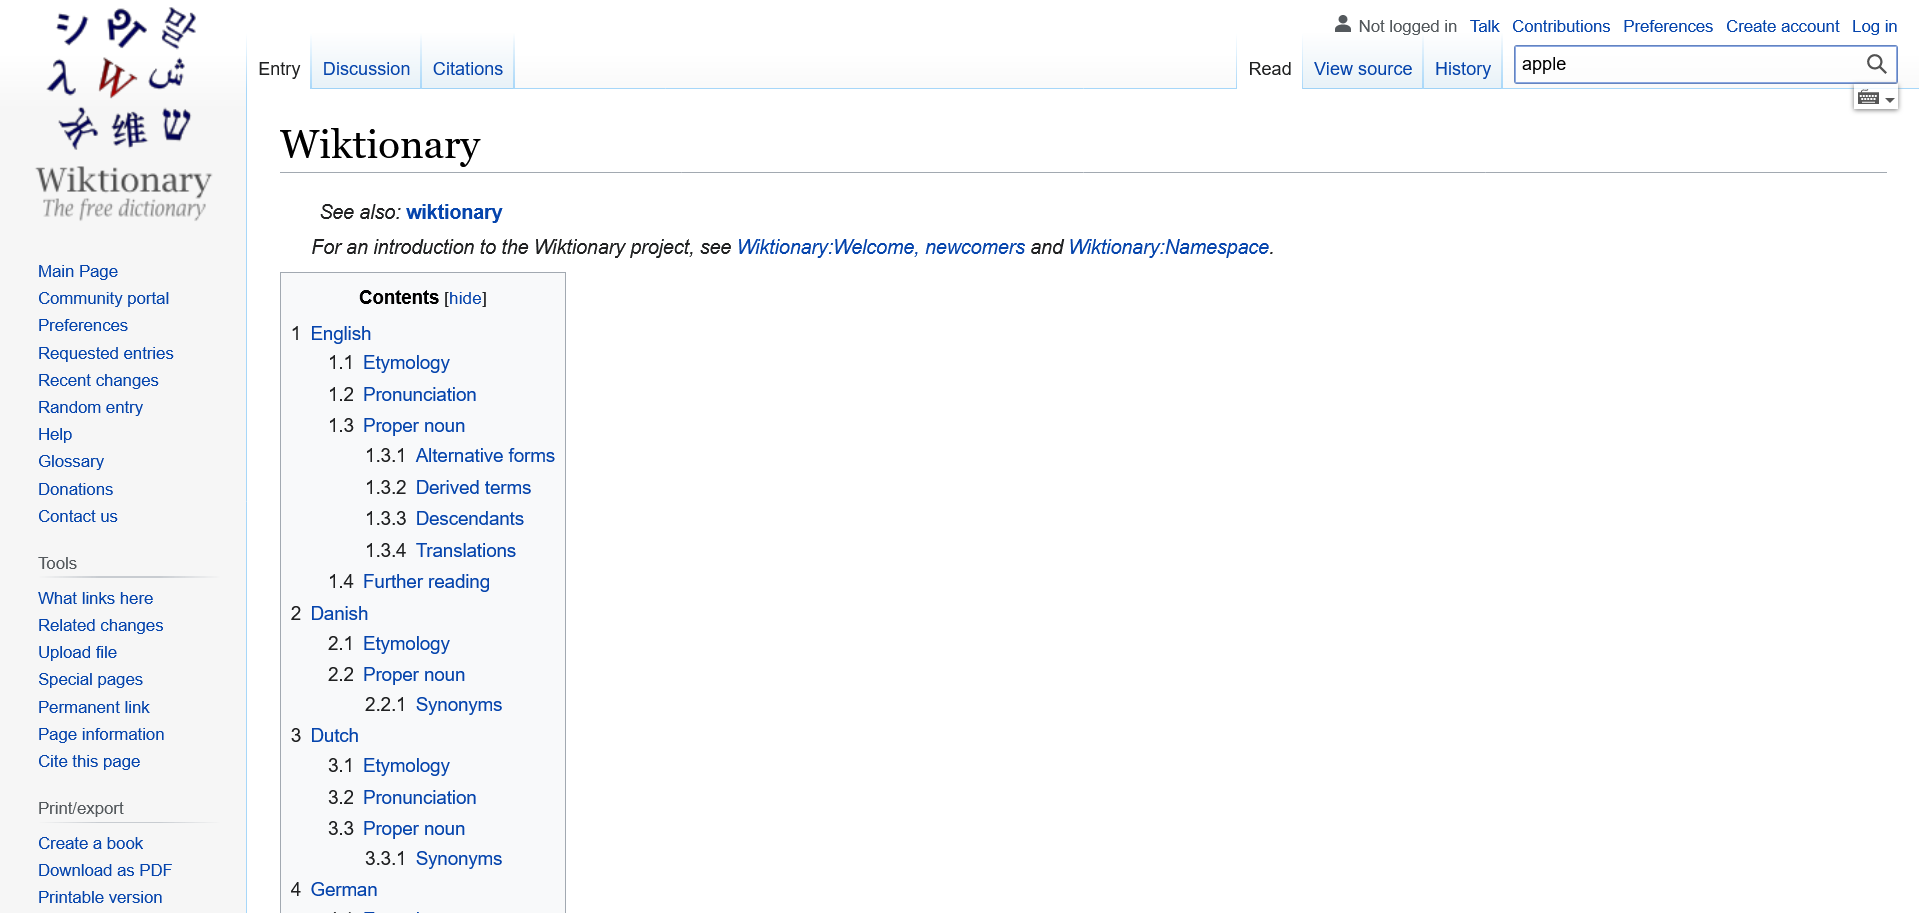 Not logged in Talk Contributions Preferences Create account Log in
Entry Discussion Citations Read View source History apple
シ
말
λ W ش
维 ש
Wiktionary
The free dictionary
Wiktionary
See also: wiktionary
For an introduction to the Wiktionary project, see Wiktionary:Welcome, newcomers and Wiktionary:Namespace.
Main Page
Community portal
Preferences
Requested entries
Recent changes
Random entry
Help
Glossary
Donations
Contact us
Tools
What links here
Related changes
Upload file
Special pages
Permanent link
Page information
Cite this page
Print/export
Create a book
Download as PDF
Printable version
Contents [hide]
1 English
1.1 Etymology
1.2 Pronunciation
1.3 Proper noun
1.3.1 Alternative forms
1.3.2 Derived terms
1.3.3 Descendants
1.3.4 Translations
1.4 Further reading
2 Danish
2.1 Etymology
2.2 Proper noun
2.2.1 Synonyms
3 Dutch
3.1 Etymology
3.2 Pronunciation
3.3 Proper noun
3.3.1 Synonyms
4 German